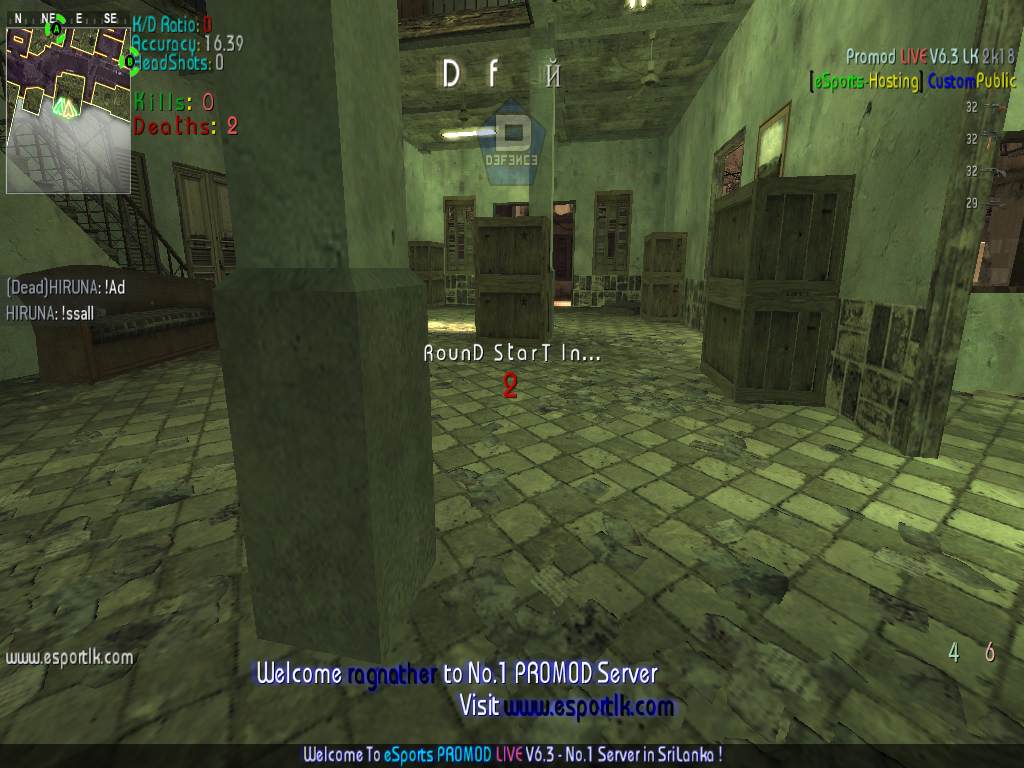 N NE E SE
A
B
K/D Ratio: 0
Accuracy: 16.39
HeadShots: 0
Kills: 0
Deaths: 2
D f й
D3F3NC3
Promod LIVE V6.3 LK 2k18
[eSports-Hosting] CustomPublic
32
32
32
29
(Dead)HIRUNA: !Ad
HIRUNA: !ssall
RounD StarT In...
2
4 6
www.esportlk.com
Welcome ragnather to No.1 PROMOD Server
Visit www.esportlk.com
Welcome To eSports PROMOD LIVE V6.3 - No.1 Server in SriLanka !